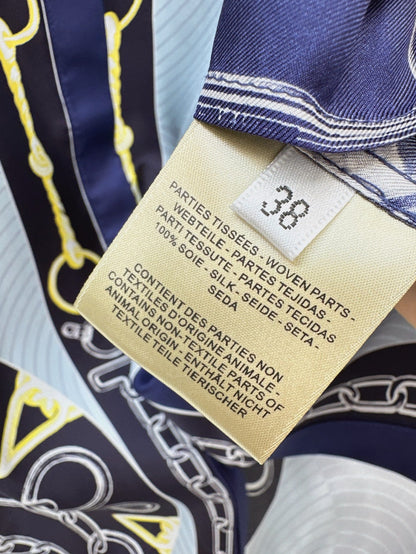 38
PARTIES TISSÉES - WOVEN PARTS -
WEBTEILE - PARTES TEJIDAS -
PARTI TESSUTE - PARTES TECIDAS
100% SOIE - SILK - SEIDE - SETA -
SEDA
CONTIENT DES PARTIES NON
TEXTILES D'ORIGINE ANIMALE -
CONTAINS NON-TEXTILE PARTS OF
ANIMAL ORIGIN - ENTHÄLT NICHT
TEXTILE TEILE TIERISCHER